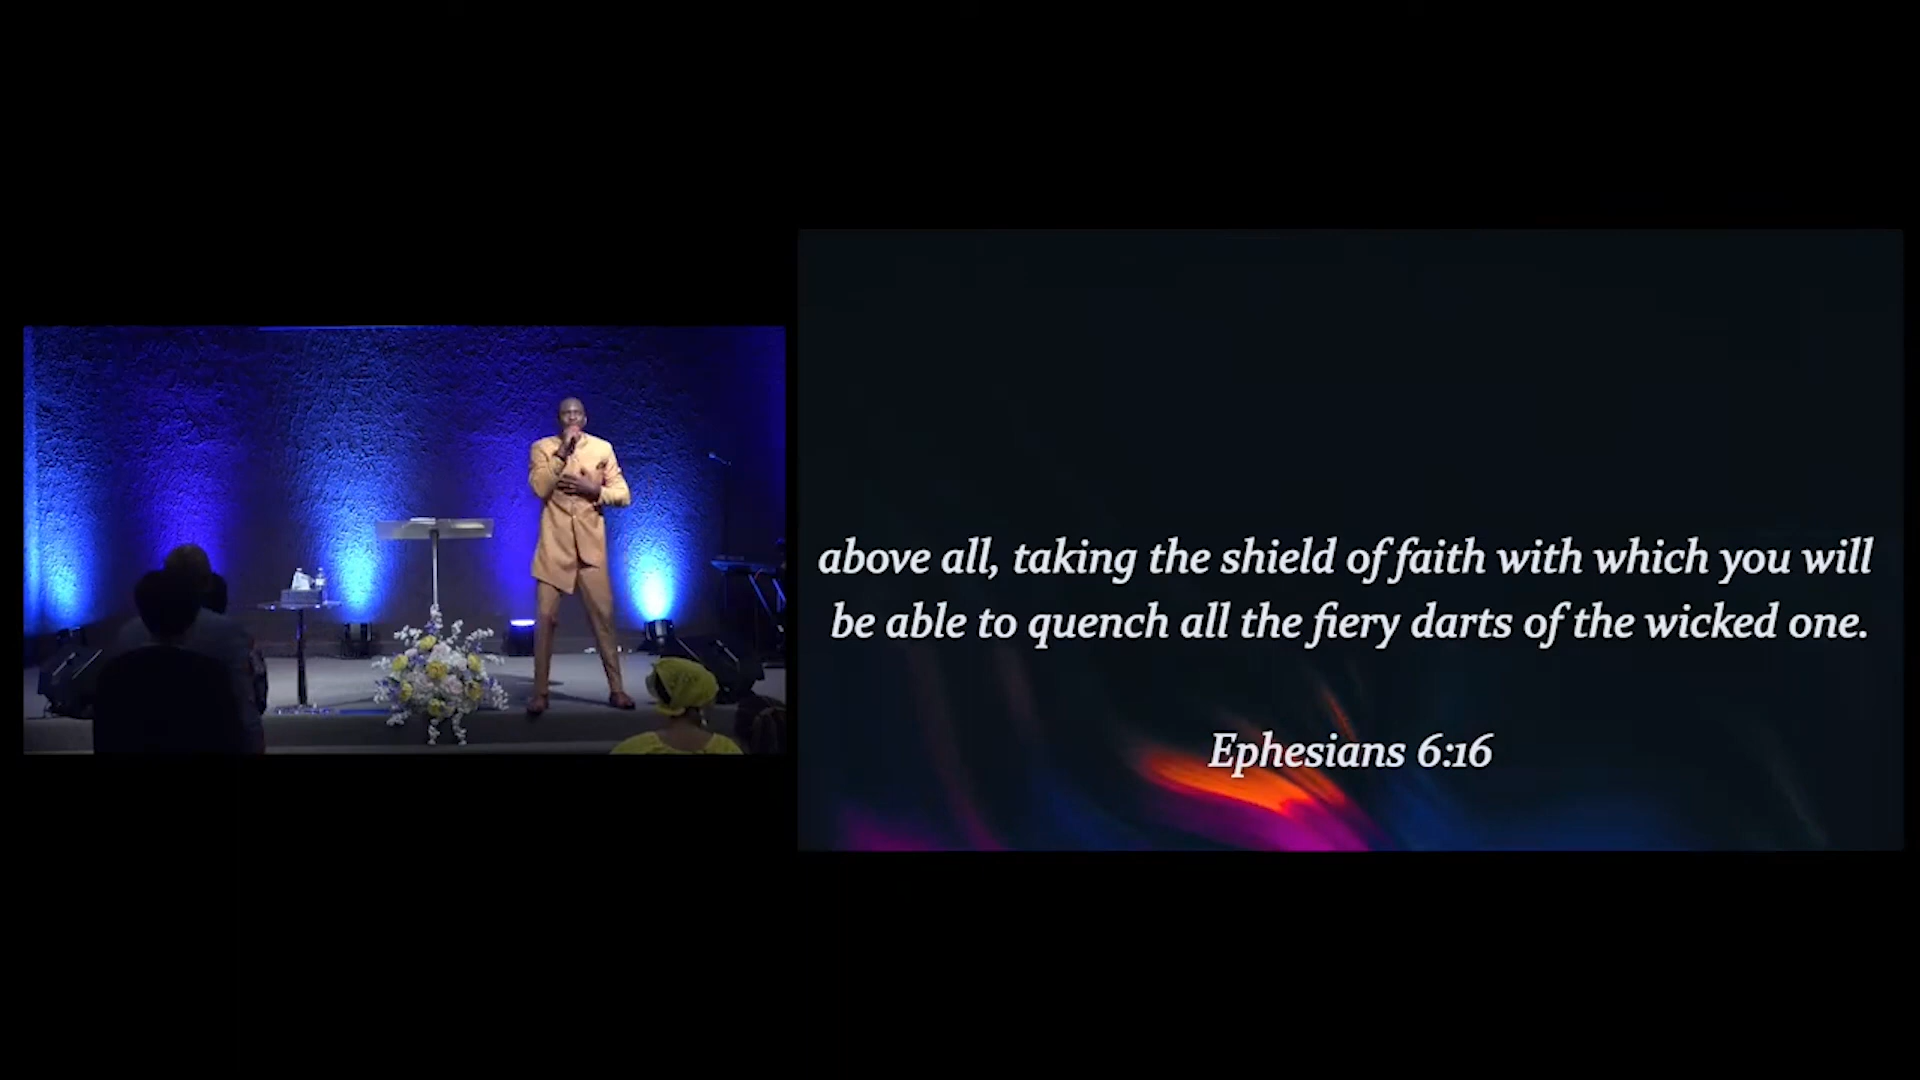 above all, taking the shield of faith with which you will
be able to quench all the fiery darts of the wicked one.
Ephesians 6:16